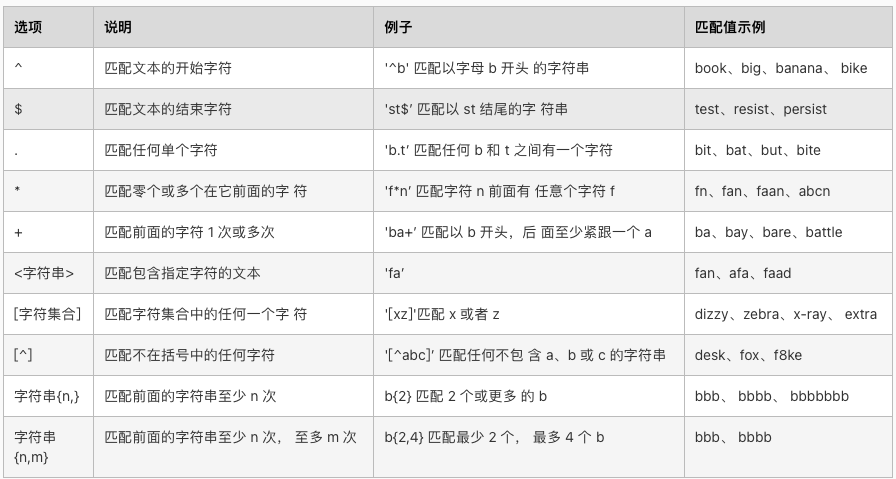 选项 说明 例子 匹配值示例
^ 匹配文本的开始字符 '^b' 匹配以字母 b 开头 的字符串 book、big、banana、 bike
$ 匹配文本的结束字符 'st$’ 匹配以 st 结尾的字 符串 test、resist、persist
. 匹配任何单个字符 'b.t’ 匹配任何 b 和 t 之间有一个字符 bit、bat、but、bite
* 匹配零个或多个在它前面的字 符 'f*n’ 匹配字符 n 前面有 任意个字符 f fn、fan、faan、abcn
+ 匹配前面的字符 1 次或多次 'ba+’ 匹配以 b 开头，后 面至少紧跟一个 a ba、bay、bare、battle
<字符串> 匹配包含指定字符的文本 'fa’ fan、afa、faad
[字符集合] 匹配字符集合中的任何一个字 符 '[xz]'匹配 x 或者 z dizzy、zebra、x-ray、 extra
[^] 匹配不在括号中的任何字符 '[^abc]’ 匹配任何不包 含 a、b 或 c 的字符串 desk、fox、f8ke
字符串{n,} 匹配前面的字符串至少 n 次 b{2} 匹配 2 个或更多 的 b bbb、 bbbb、 bbbbbbb
字符串 匹配前面的字符串至少 n 次， 至多 m 次 b{2,4} 匹配最少 2 个， 最多 4 个 b bbb、 bbbb
{n,m}